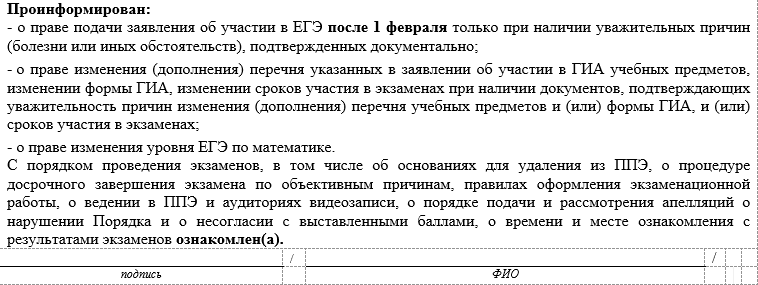 Проинформирован:
- о праве подачи заявления об участии в ЕГЭ после 1 февраля только при наличии уважительных причин
(болезни или иных обстоятельств), подтвержденных документально;
- о праве изменения (дополнения) перечня указанных в заявлении об участии в ГИА учебных предметов,
изменении формы ГИА, изменении сроков участия в экзаменах при наличии документов, подтверждающих
уважительность причин изменения (дополнения) перечня учебных предметов и (или) формы ГИА, и (или)
сроков участия в экзаменах;
- о праве изменения уровня ЕГЭ по математике.
С порядком проведения экзаменов, в том числе об основаниях для удаления из ППЭ, о процедуре
досрочного завершения экзамена по объективным причинам, правилах оформления экзаменационной
работы, о ведении в ППЭ и аудиториях видеозаписи, о порядке подачи и рассмотрения апелляций о
нарушении Порядка и о несогласии с выставленными баллами, о времени и месте ознакомления с
результатами экзаменов ознакомлен(а).
/ /
подпись ФИО